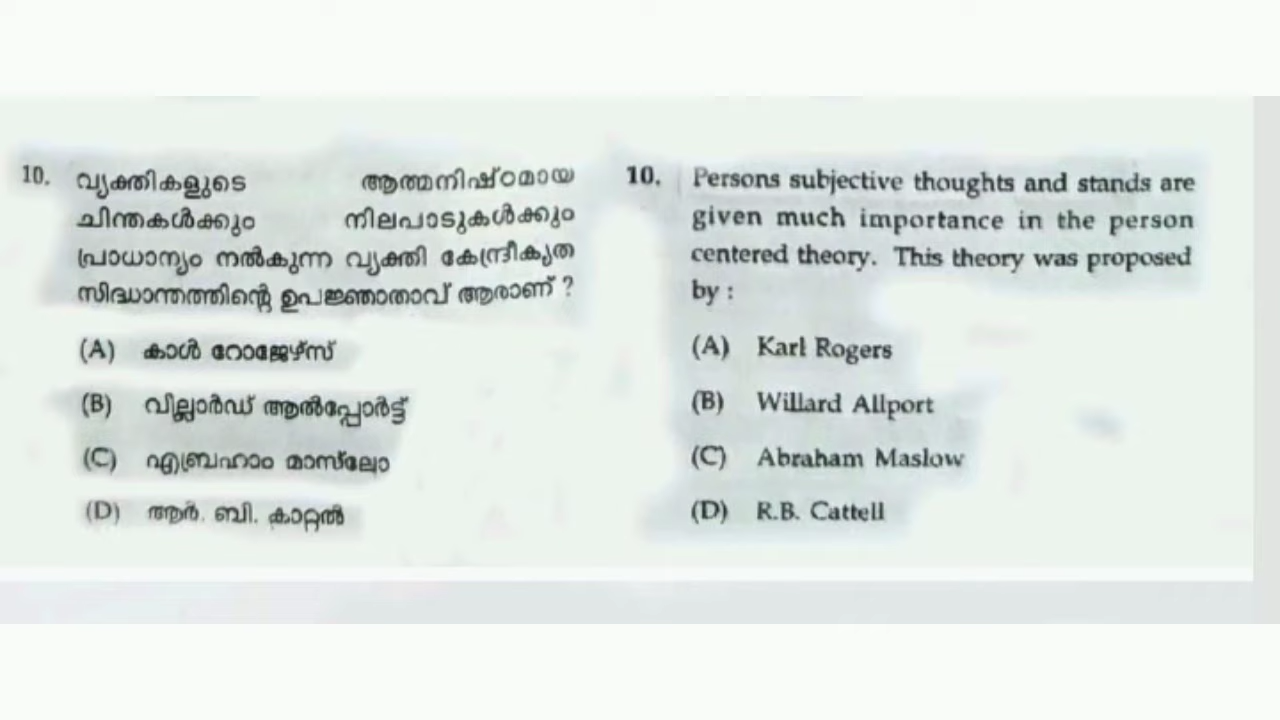 10. വ്യക്തികളുടെ ആത്മനിഷ്ഠമായ
ചിന്തകൾക്കും നിലപാടുകൾക്കും
പ്രാധാന്യം നൽകുന്ന വ്യക്തി കേന്ദ്രീകൃത
സിദ്ധാന്തത്തിന്റെ ഉപജ്ഞാതാവ് ആരാണ് ?
(A) കാൾ റോജേഴ്സ്
(B) വില്ലാർഡ് ആൽപ്പോർട്ട്
(C) എബ്രഹാം മാസ്ലോ
(D) ആർ. ബി. കാറ്റൽ
10. Persons subjective thoughts and stands are
given much importance in the person
centered theory. This theory was proposed
by :
(A) Karl Rogers
(B) Willard Allport
(C) Abraham Maslow
(D) R.B. Cattell